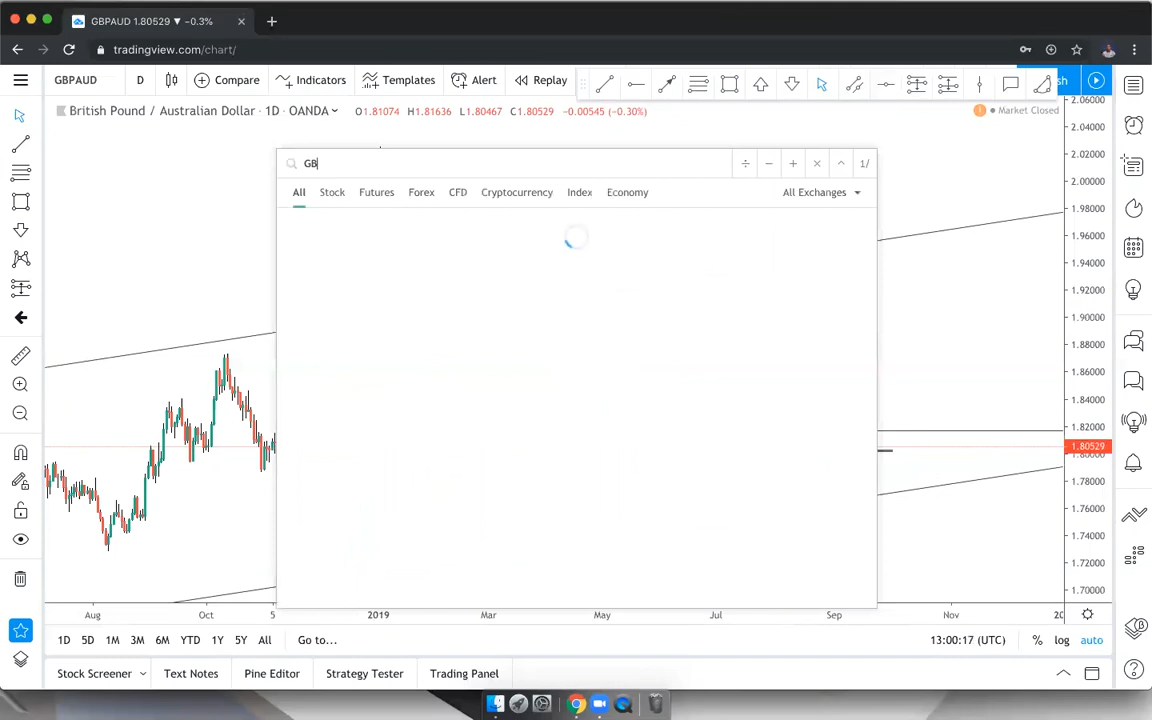 GBPAUD 1.80529 ▼ −0.3%
tradingview.com/chart/
GBPAUD D Compare Indicators Templates Alert Replay sh
British Pound / Australian Dollar · 1D · OANDA O1.81074 H1.81636 L1.80467 C1.80529 −0.00545 (−0.30%) Market Closed
GB ÷ − + × ^ 1/
All Stock Futures Forex CFD Cryptocurrency Index Economy All Exchanges
2.06000
2.04000
2.02000
2.00000
1.98000
1.96000
1.94000
1.92000
1.90000
1.88000
1.86000
1.84000
1.82000
1.80529
1.78000
1.76000
1.74000
1.72000
1.70000
Aug Oct 2019 Mar May Jul Sep Nov
1D 5D 1M 3M 6M YTD 1Y 5Y All Go to... 13:00:17 (UTC) % log auto
Stock Screener Text Notes Pine Editor Strategy Tester Trading Panel